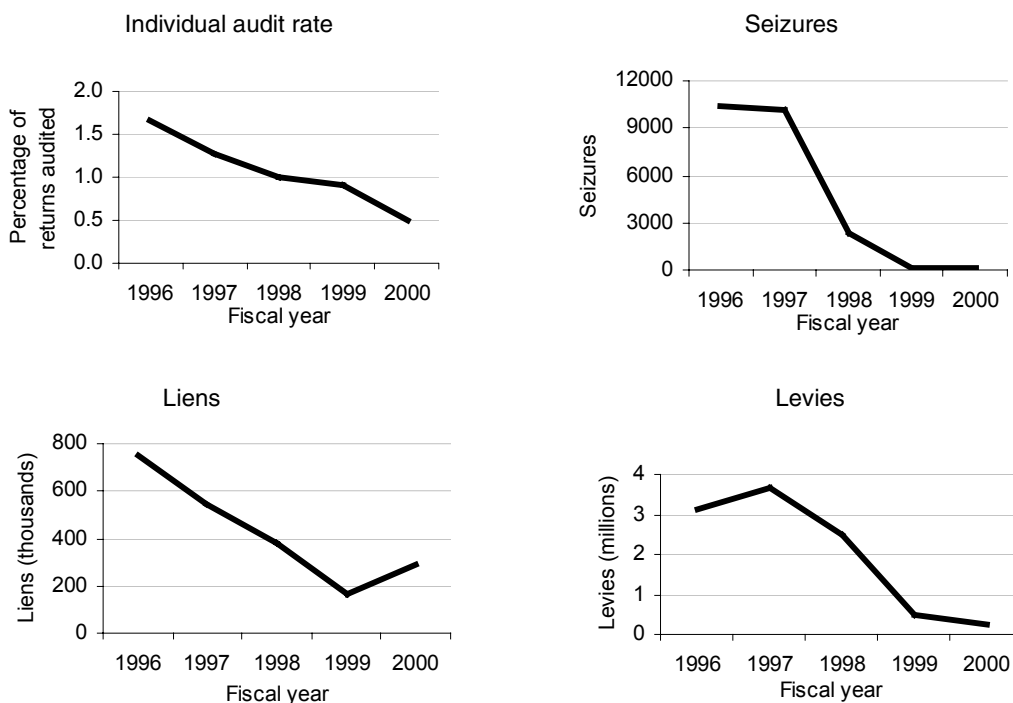 Individual audit rate
Percentage of
returns audited
2.0
1.5
1.0
0.5
0.0
1996 1997 1998 1999 2000
Fiscal year
Seizures
Seizures
12000
9000
6000
3000
0
1996 1997 1998 1999 2000
Fiscal year
Liens
Liens (thousands)
800
600
400
200
0
1996 1997 1998 1999 2000
Fiscal year
Levies
Levies (millions)
4
3
2
1
0
1996 1997 1998 1999 2000
Fiscal year